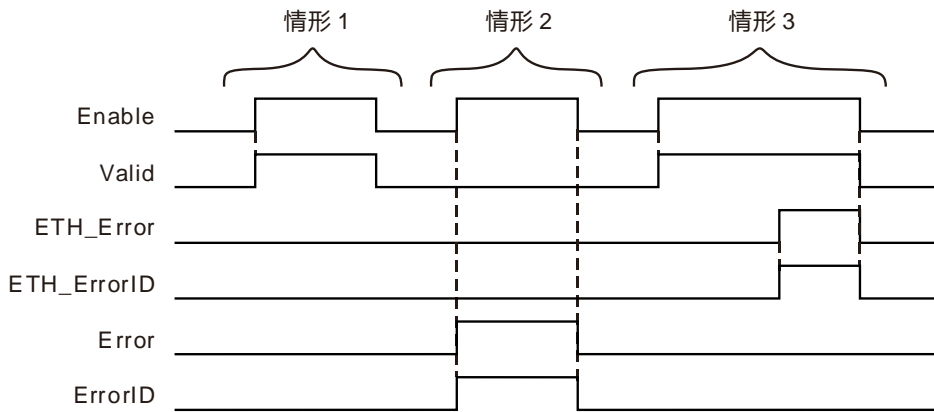 情形 1 情形 2 情形 3
Enable
Valid
ETH_Error
ETH_ErrorID
Error
ErrorID